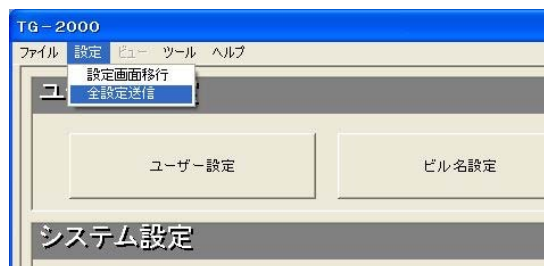 TG－2000
ファイル 設定 ビュー ツール ヘルプ
設定画面移行
全設定送信
ユーザー設定 ビル名設定
システム設定